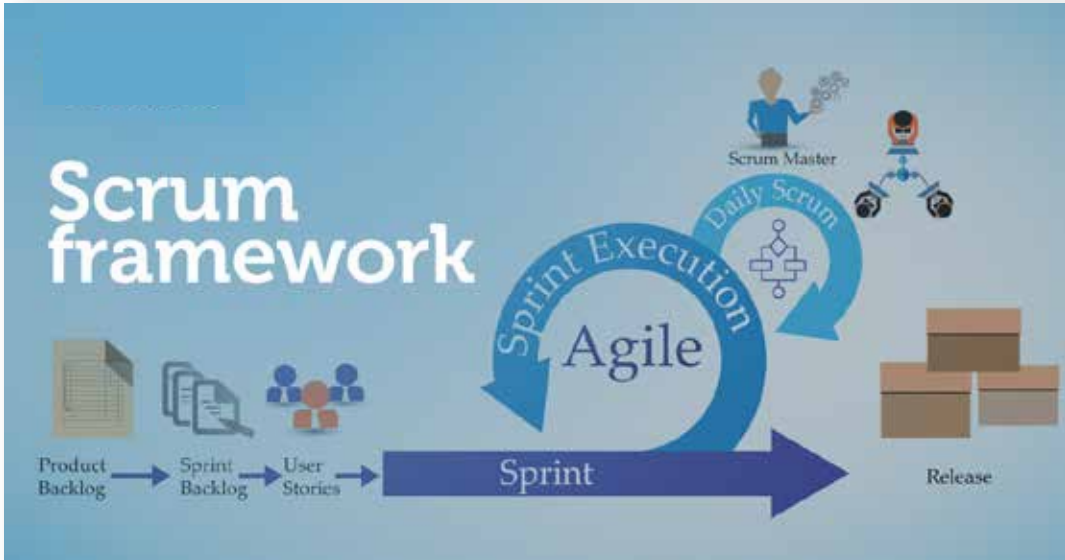 Scrum
framework
Scrum Master
Daily Scrum
Sprint Execution
Agile
Product
Backlog
Sprint
Backlog
User
Stories
Sprint
Release